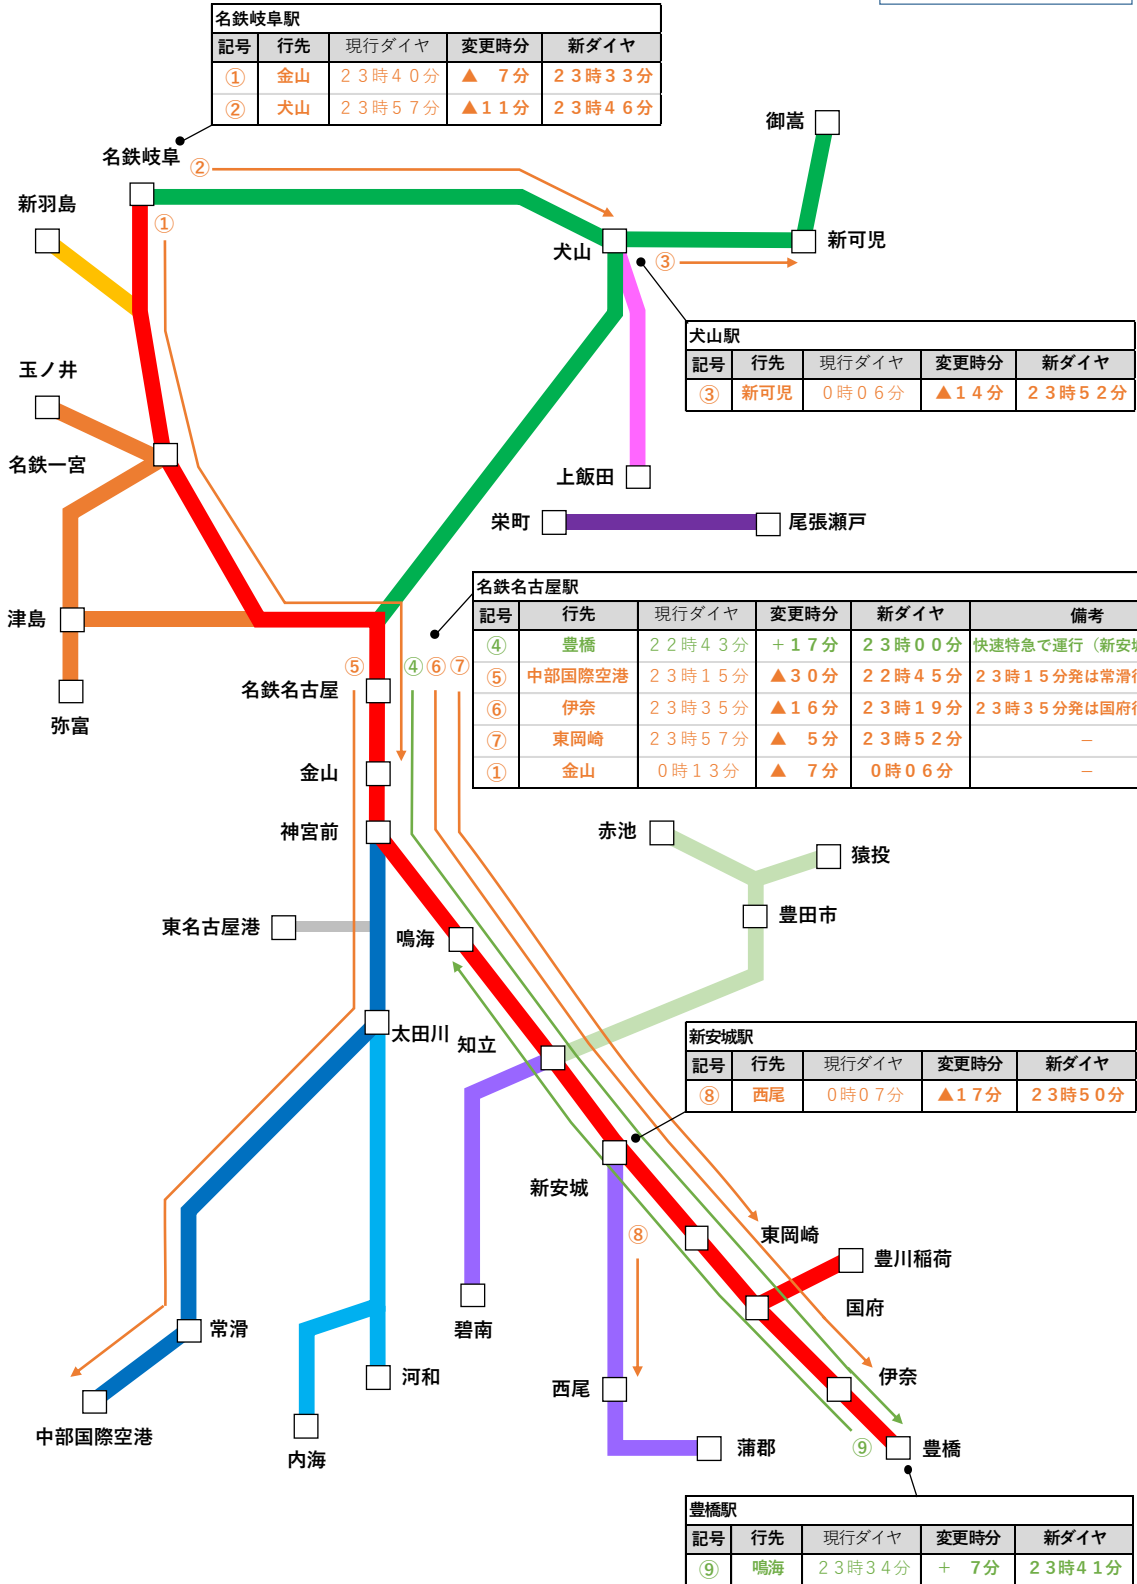 名鉄岐阜駅
記号 行先 現行ダイヤ 変更時分 新ダイヤ
① 金山 23時40分 ▲ 7分 23時33分
② 犬山 23時57分 ▲11分 23時46分
御嵩
名鉄岐阜
②
新羽島
①
新可児
犬山
③
犬山駅
記号 行先 現行ダイヤ 変更時分 新ダイヤ
③ 新可児 0時06分 ▲14分 23時52分
玉ノ井
名鉄一宮
上飯田
栄町
尾張瀬戸
名鉄名古屋駅
記号 行先 現行ダイヤ 変更時分 新ダイヤ 備考
④ 豊橋 22時43分 +17分 23時00分 快速特急で運行（新安
⑤ 中部国際空港 23時15分 ▲30分 22時45分 23時15分発は常滑
⑥ 伊奈 23時35分 ▲16分 23時19分 23時35分発は国府
⑦ 東岡崎 23時57分 ▲ 5分 23時52分 －
① 金山 0時13分 ▲ 7分 0時06分 －
津島
⑤ ④ ⑥ ⑦
名鉄名古屋
弥富
金山
神宮前
赤池
猿投
豊田市
東名古屋港
鳴海
太田川
知立
新安城駅
記号 行先 現行ダイヤ 変更時分 新ダイヤ
⑧ 西尾 0時07分 ▲17分 23時50分
新安城
⑧
東岡崎
豊川稲荷
国府
碧南
常滑
河和
西尾
伊奈
中部国際空港
内海
蒲郡
⑨
豊橋
豊橋駅
記号 行先 現行ダイヤ 変更時分 新ダイヤ
⑨ 鳴海 23時34分 + 7分 23時41分